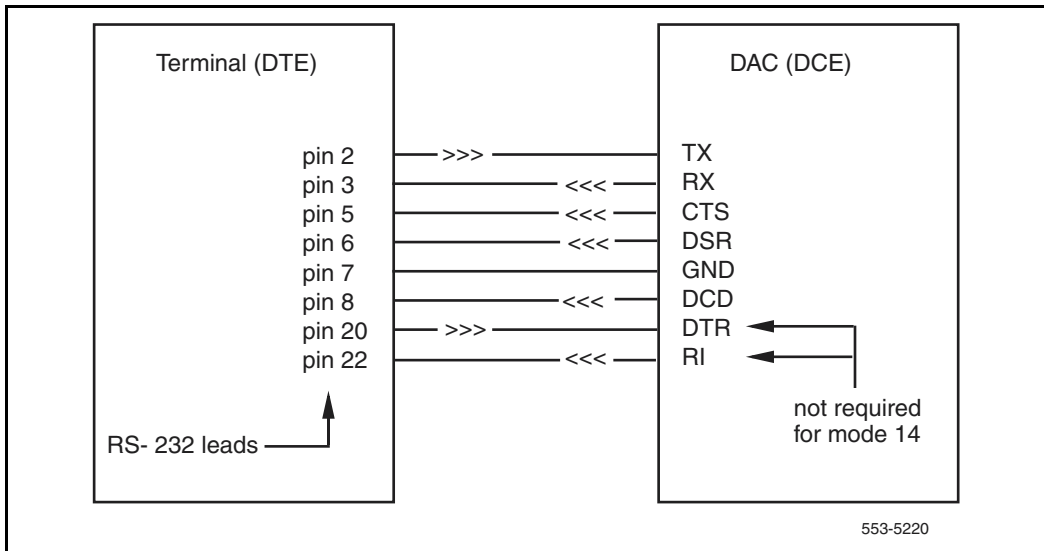 Terminal (DTE)
DAC (DCE)
pin 2 >>> TX
pin 3 <<< RX
pin 5 <<< CTS
pin 6 <<< DSR
pin 7 GND
pin 8 <<< DCD
pin 20 >>> DTR
pin 22 <<< RI
RS- 232 leads
not required
for mode 14
553-5220